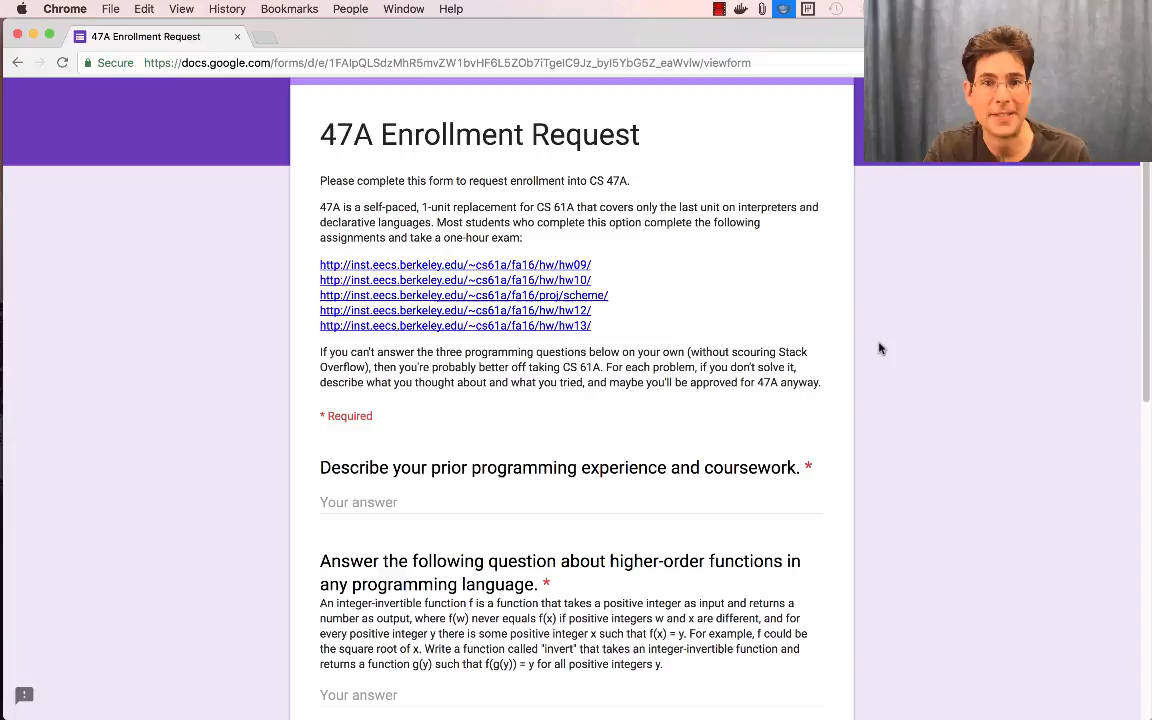 Chrome File Edit View History Bookmarks People Window Help
47A Enrollment Request
Secure https://docs.google.com/forms/d/e/1FAIpQLSdzMhR5mvZW1bvHF6L5ZOb7iTgeIC9Jz_byI5YbG5Z_eaWvlw/viewform
47A Enrollment Request
Please complete this form to request enrollment into CS 47A.
47A is a self-paced, 1-unit replacement for CS 61A that covers only the last unit on interpreters and
declarative languages. Most students who complete this option complete the following
assignments and take a one-hour exam:
http://inst.eecs.berkeley.edu/~cs61a/fa16/hw/hw09/
http://inst.eecs.berkeley.edu/~cs61a/fa16/hw/hw10/
http://inst.eecs.berkeley.edu/~cs61a/fa16/proj/scheme/
http://inst.eecs.berkeley.edu/~cs61a/fa16/hw/hw12/
http://inst.eecs.berkeley.edu/~cs61a/fa16/hw/hw13/
If you can't answer the three programming questions below on your own (without scouring Stack
Overflow), then you're probably better off taking CS 61A. For each problem, if you don't solve it,
describe what you thought about and what you tried, and maybe you'll be approved for 47A anyway.
* Required
Describe your prior programming experience and coursework. *
Your answer
Answer the following question about higher-order functions in
any programming language. *
An integer-invertible function f is a function that takes a positive integer as input and returns a
number as output, where f(w) never equals f(x) if positive integers w and x are different, and for
every positive integer y there is some positive integer x such that f(x) = y. For example, f could be
the square root of x. Write a function called "invert" that takes an integer-invertible function and
returns a function g(y) such that f(g(y)) = y for all positive integers y.
Your answer